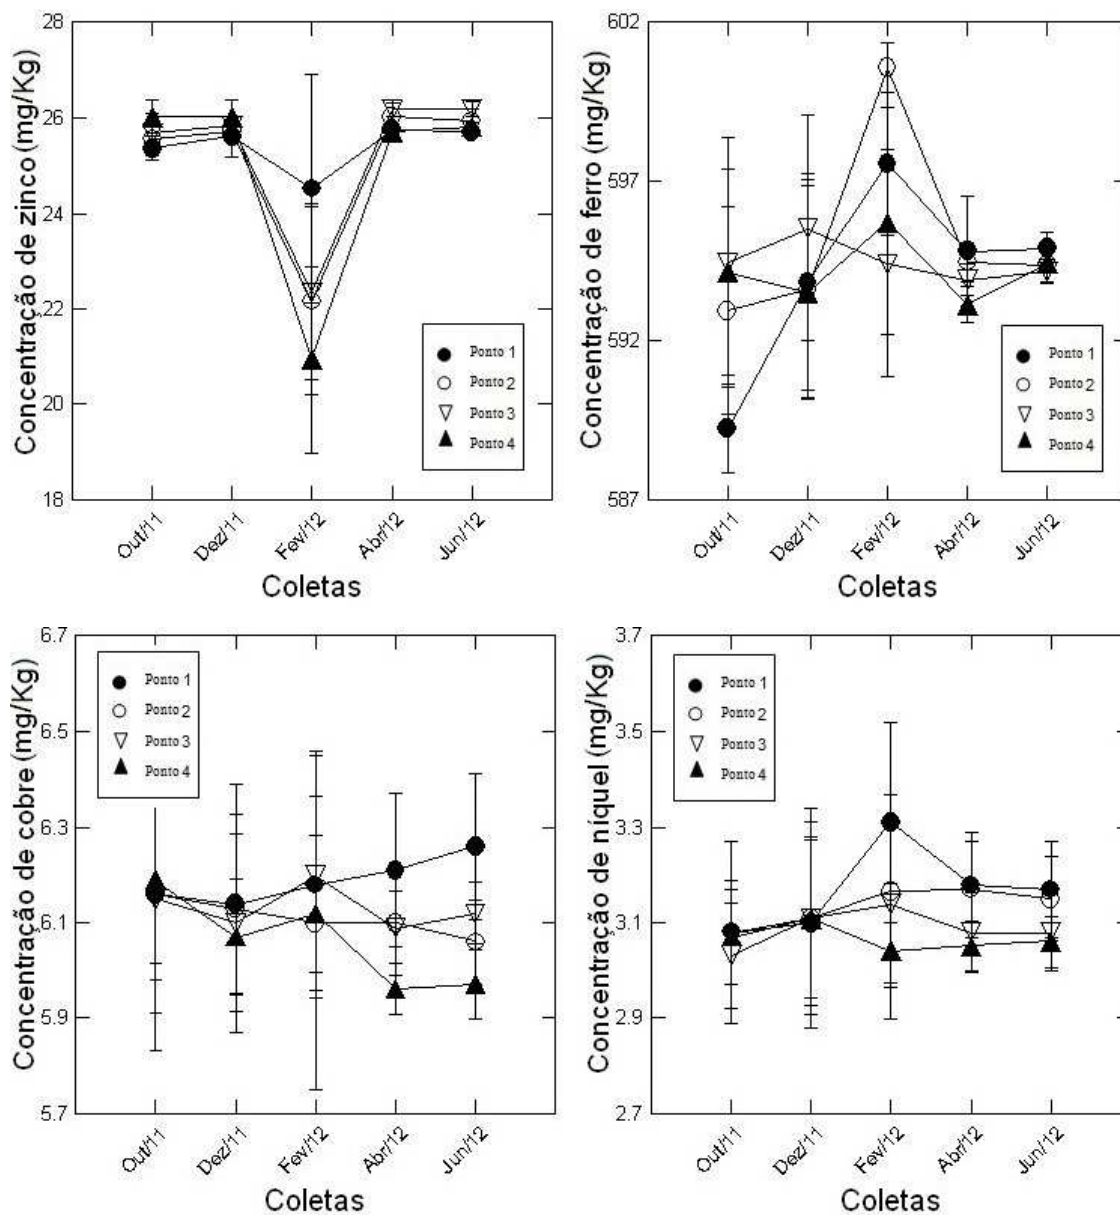 Concentração de zinco (mg/Kg)
28
26
24
22
20
18
Ponto 1
Ponto 2
Ponto 3
Ponto 4
Out/11
Dez/11
Fev/12
Abr/12
Jun/12
Coletas
Concentração de ferro (mg/Kg)
602
597
592
587
Ponto 1
Ponto 2
Ponto 3
Ponto 4
Out/11
Dez/11
Fev/12
Abr/12
Jun/12
Coletas
Concentração de cobre (mg/Kg)
6.7
6.5
6.3
6.1
5.9
5.7
Ponto 1
Ponto 2
Ponto 3
Ponto 4
Out/11
Dez/11
Fev/12
Abr/12
Jun/12
Coletas
Concentração de níquel (mg/Kg)
3.7
3.5
3.3
3.1
2.9
2.7
Ponto 1
Ponto 2
Ponto 3
Ponto 4
Out/11
Dez/11
Fev/12
Abr/12
Jun/12
Coletas